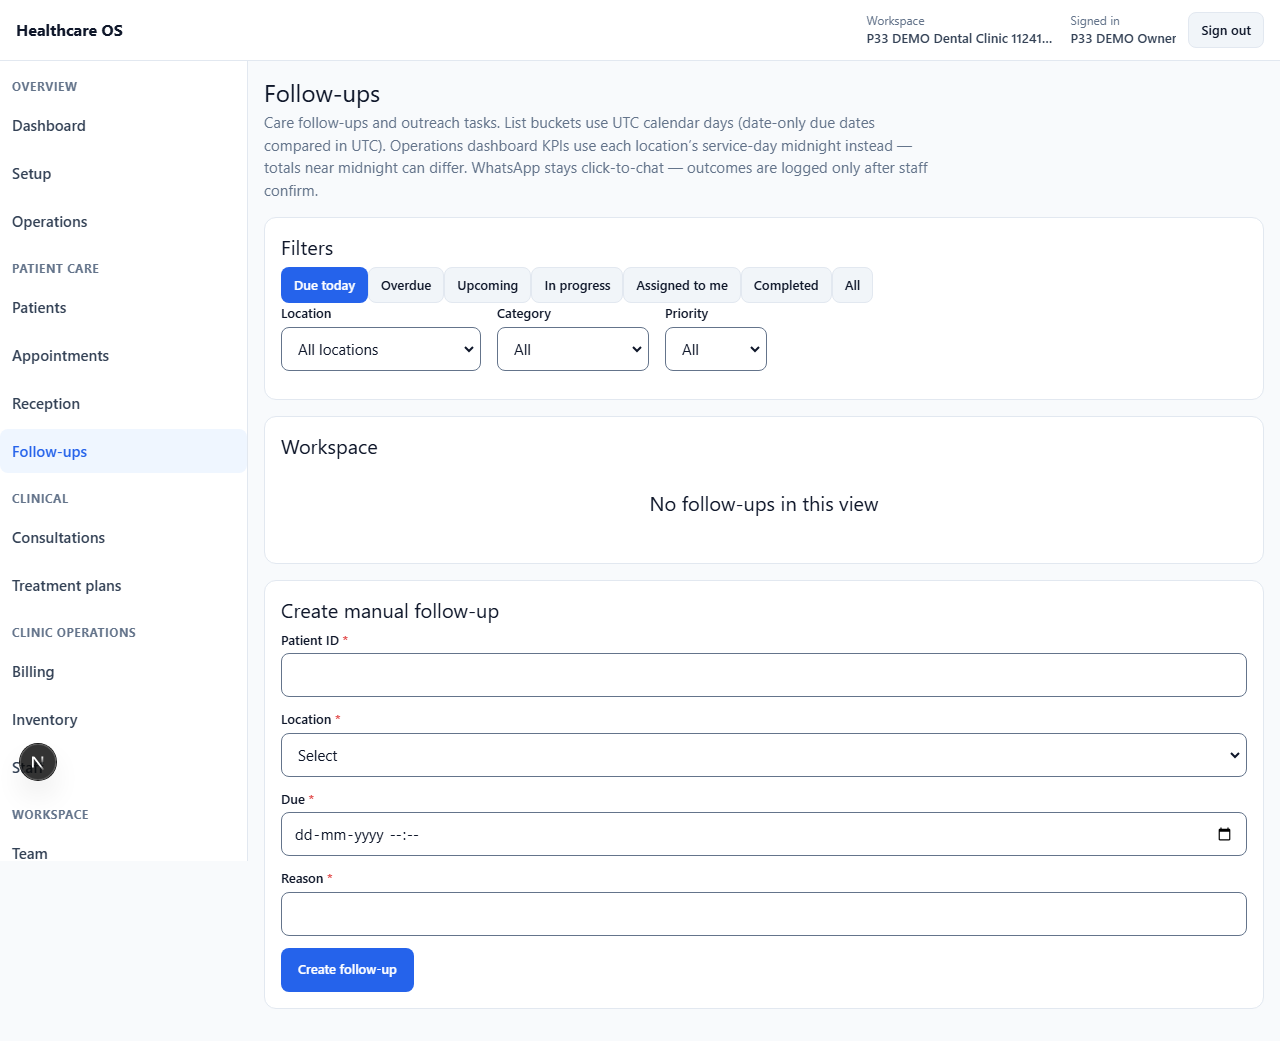 Healthcare OS
Workspace
P33 DEMO Dental Clinic 11241...
Signed in
P33 DEMO Owner
Sign out
OVERVIEW
Dashboard
Setup
Operations
PATIENT CARE
Patients
Appointments
Reception
Follow-ups
CLINICAL
Consultations
Treatment plans
CLINIC OPERATIONS
Billing
Inventory
N
WORKSPACE
Team
Follow-ups
Care follow-ups and outreach tasks. List buckets use UTC calendar days (date-only due dates
compared in UTC). Operations dashboard KPIs use each location’s service-day midnight instead —
totals near midnight can differ. WhatsApp stays click-to-chat — outcomes are logged only after staff
confirm.
Filters
Due today
Overdue
Upcoming
In progress
Assigned to me
Completed
All
Location
Category
Priority
All locations
All
All
Workspace
No follow-ups in this view
Create manual follow-up
Patient ID *
Location *
Select
Due *
dd-mm-yyyy --:--
Reason *
Create follow-up